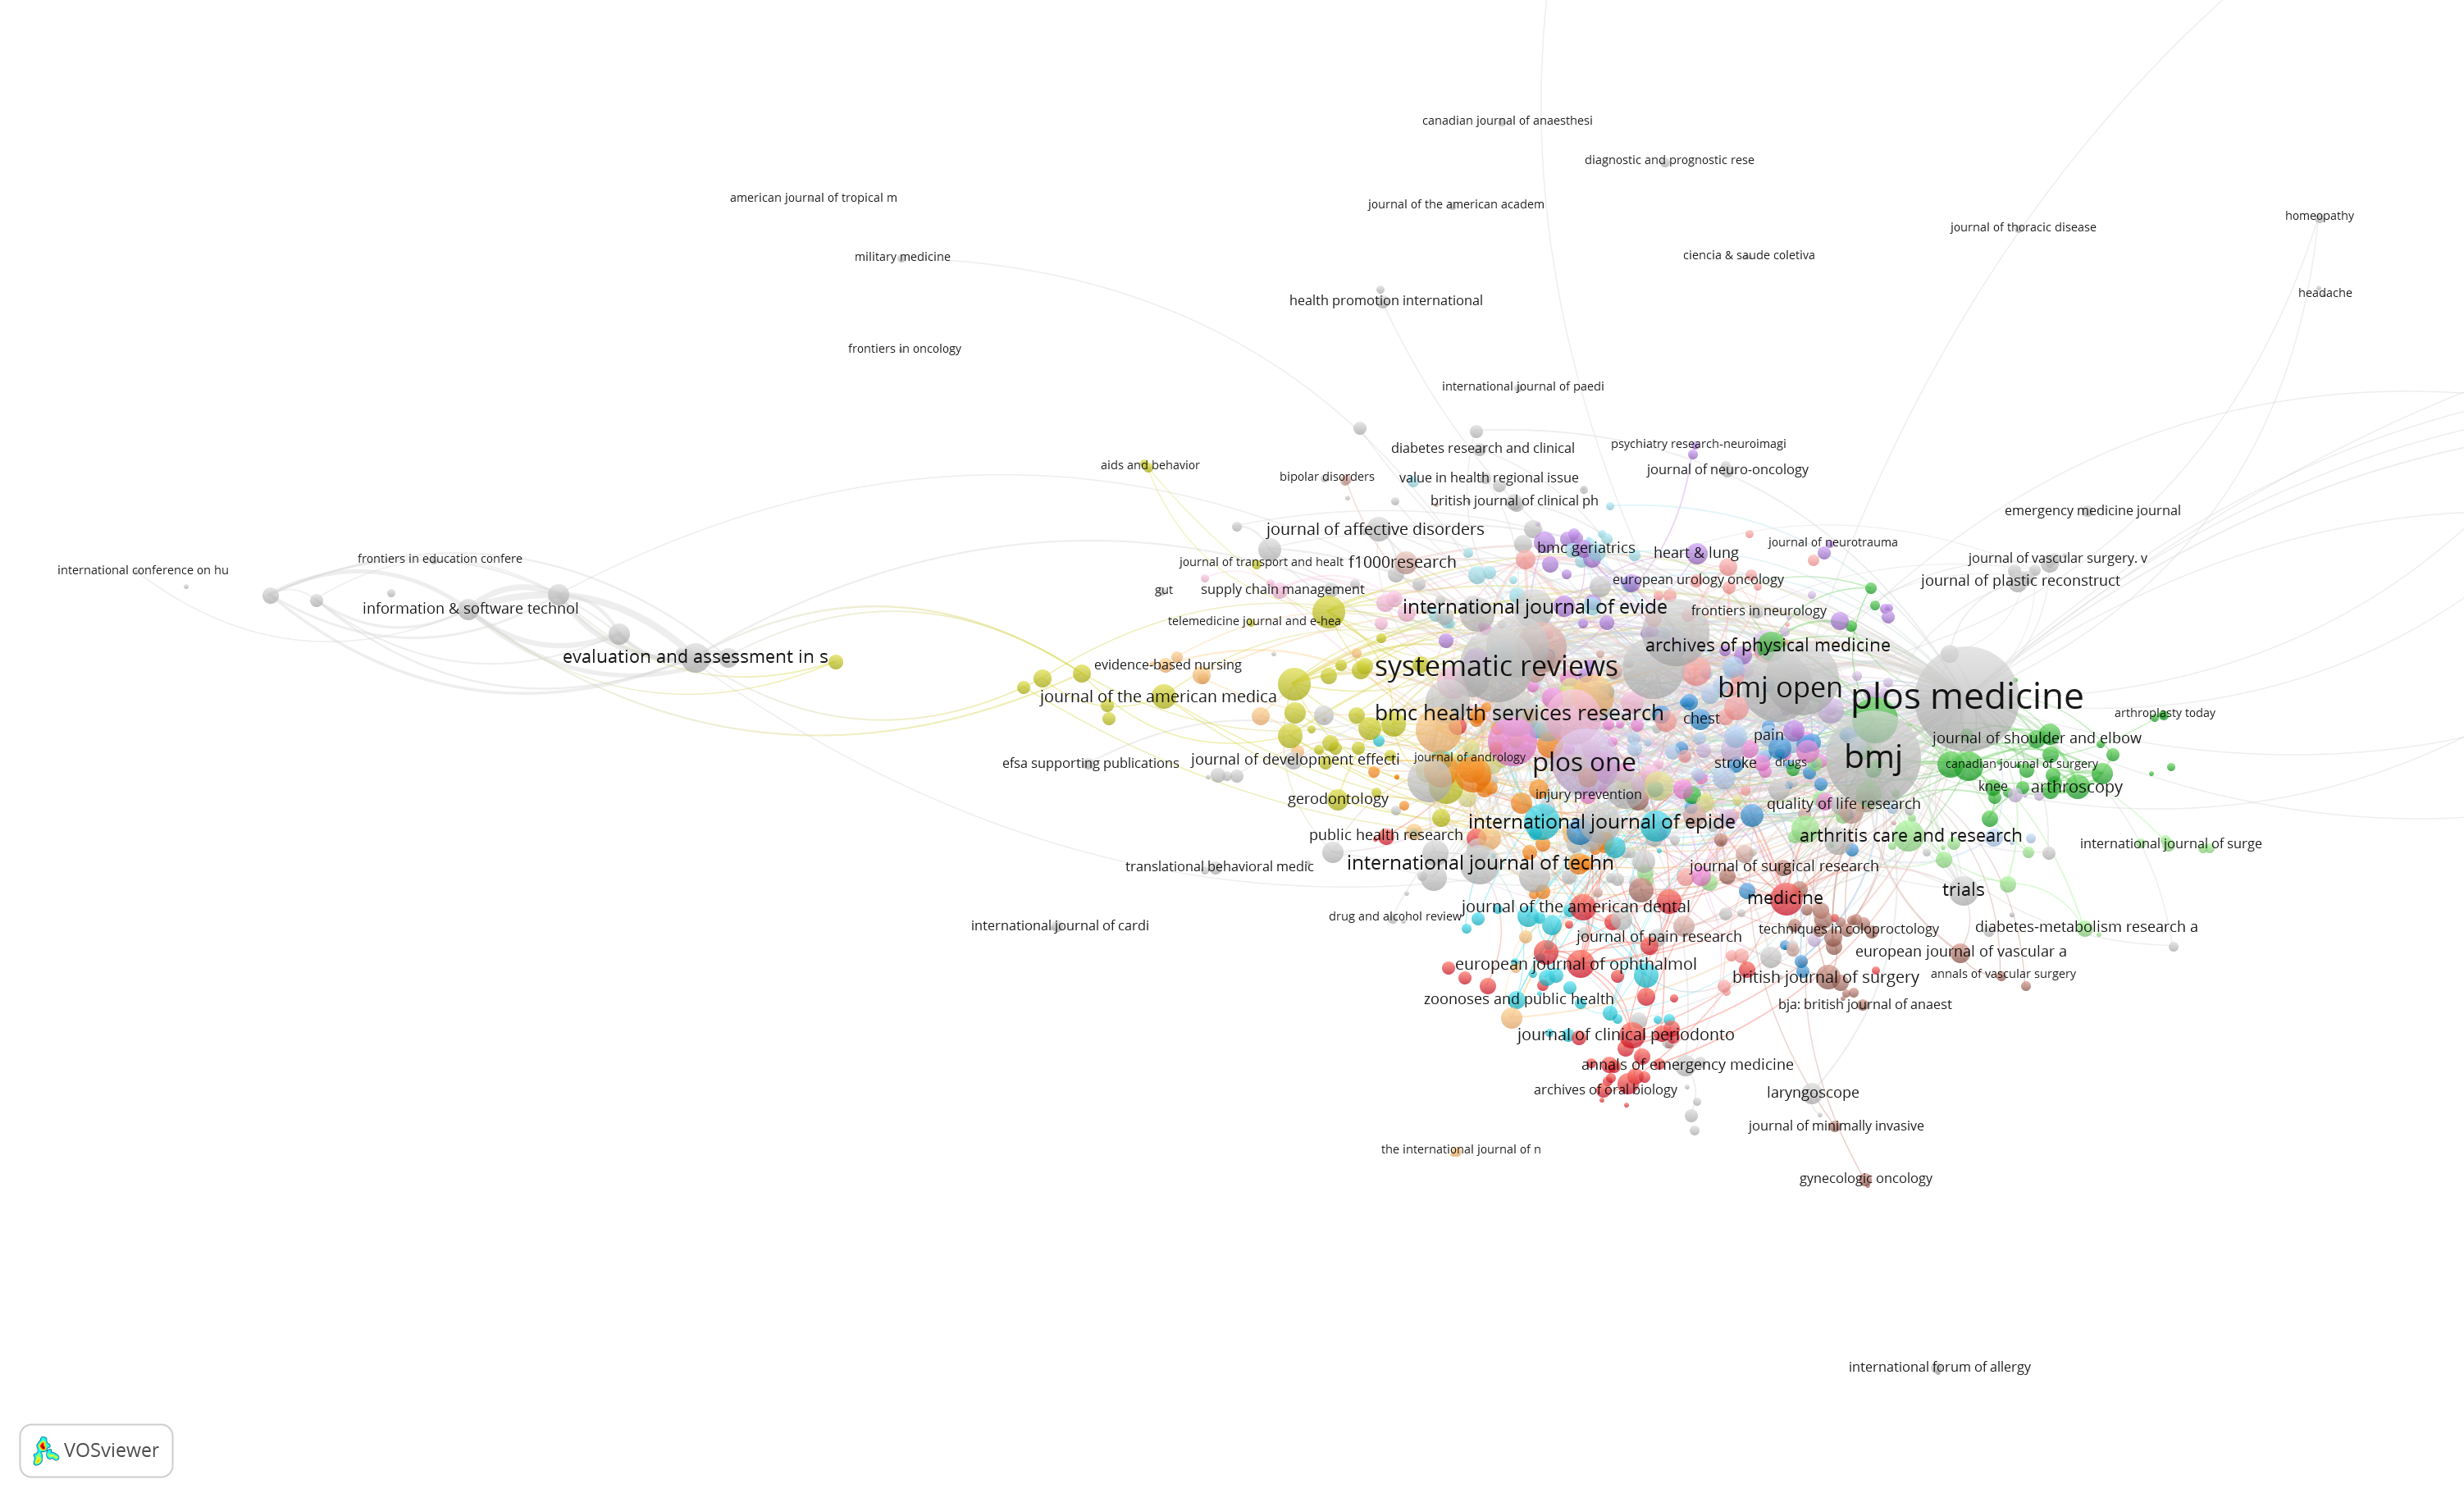 canadian journal of anaesthesi
diagnostic and prognostic rese
american journal of tropical m
journal of the american academ
homeopathy
journal of thoracic disease
military medicine
ciencia & saude coletiva
headache
health promotion international
frontiers in oncology
international journal of paedi
psychiatry research-neuroimagi
diabetes research and clinical
aids and behavior
journal of neuro-oncology
bipolar disorders
value in health regional issue
british journal of clinical ph
emergency medicine journal
journal of affective disorders
journal of neurotrauma
bmc geriatrics
heart & lung
frontiers in education confere
journal of vascular surgery. v
journal of transport and healt
f1000research
international conference on hu
european urology oncology
journal of plastic reconstruct
gut
supply chain management
information & software technol
international journal of evide
frontiers in neurology
telemedicine journal and e-hea
archives of physical medicine
evaluation and assessment in s
evidence-based nursing
systematic reviews
bmj open
plos medicine
journal of the american medica
bmc health services research
chest
arthroplasty today
pain
journal of shoulder and elbow
journal of development effecti
journal of andrology
bmj
efsa supporting publications
plos one
stroke
drugs
canadian journal of surgery
knee
arthroscopy
gerodontology
injury prevention
quality of life research
international journal of epide
public health research
arthritis care and research
international journal of surge
international journal of techn
translational behavioral medic
journal of surgical research
trials
medicine
journal of the american dental
drug and alcohol review
international journal of cardi
techniques in coloproctology
diabetes-metabolism research a
journal of pain research
european journal of vascular a
european journal of ophthalmol
british journal of surgery
annals of vascular surgery
zoonoses and public health
bja: british journal of anaest
journal of clinical periodonto
annals of emergency medicine
archives of oral biology
laryngoscope
journal of minimally invasive
the international journal of n
gynecologic oncology
international forum of allergy
VOSviewer